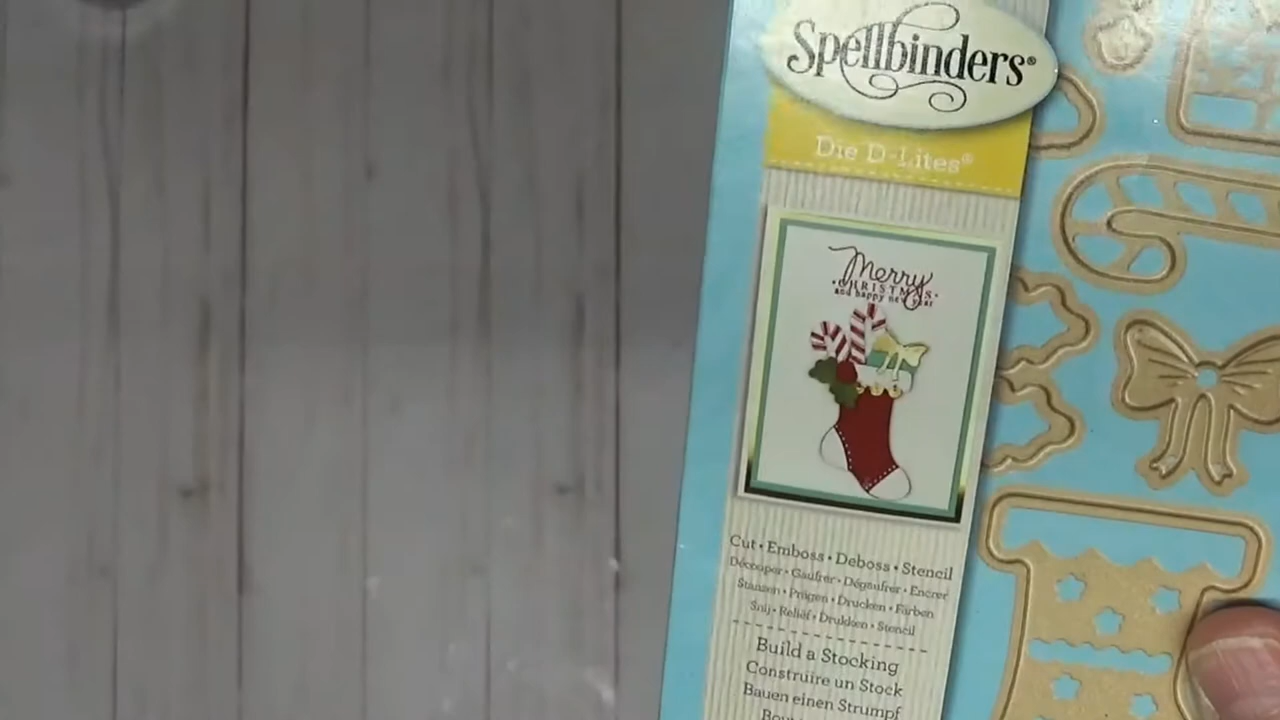 Spellbinders®
Die D-Lites®
Merry
CHRISTMAS
and happy new year
Cut • Emboss • Deboss • Stencil
Découper • Gaufrer • Dégaufrer • Encrer
Stanzen • Prägen • Drucken • Färben
Snij • Reliëf • Drukken • Stencil
Build a Stocking
Construire un Stock
Bauen einen Strumpf